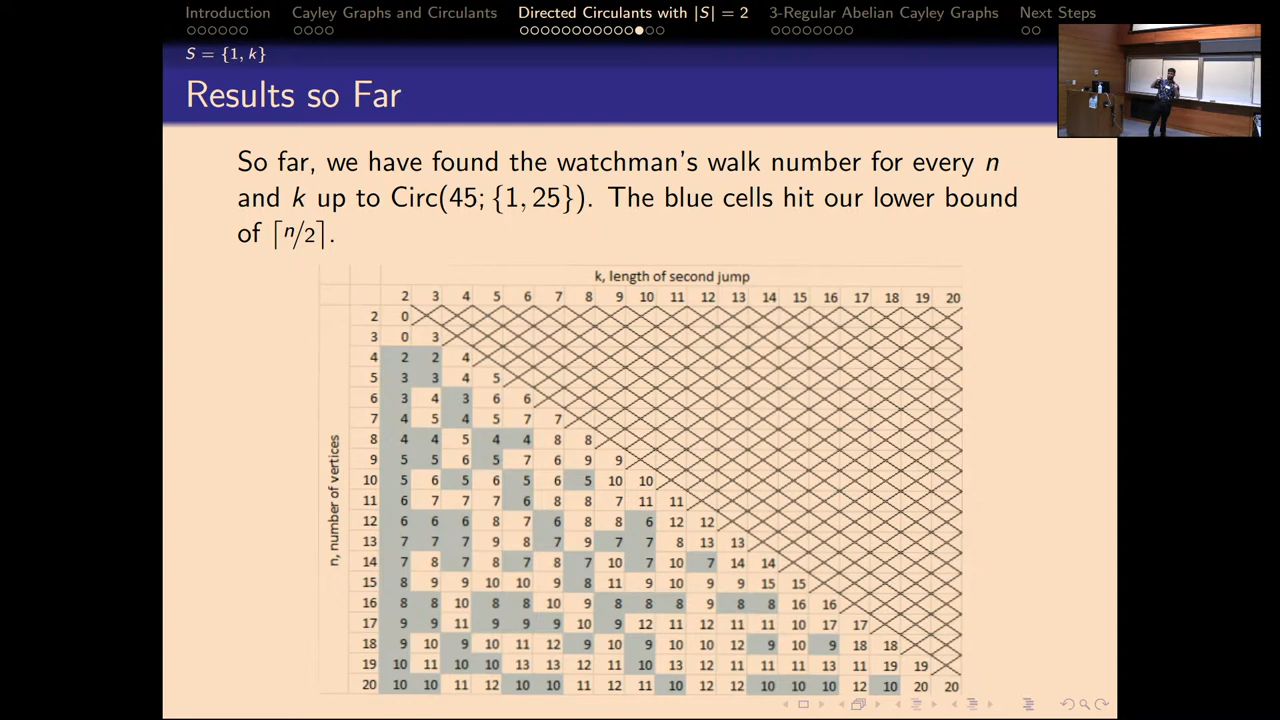 Introduction Cayley Graphs and Circulants Directed Circulants with |S| = 2 3-Regular Abelian Cayley Graphs Next Steps
S = {1, k}
Results so Far
So far, we have found the watchman's walk number for every n
and k up to Circ(45; {1, 25}). The blue cells hit our lower bound
of ⌈n/2⌉.
k, length of second jump
2 3 4 5 6 7 8 9 10 11 12 13 14 15 16 17 18 19 20
n, number of vertices
2 0
3 0 3
4 2 2 4
5 3 3 4 5
6 3 4 3 6 6
7 4 5 4 5 7 7
8 4 4 5 4 4 8 8
9 5 5 6 5 7 6 9 9
10 5 6 5 6 5 6 5 10 10
11 6 7 7 7 6 8 8 7 11 11
12 6 6 6 8 7 6 8 8 6 12 12
13 7 7 7 9 8 7 9 7 7 8 13 13
14 7 8 7 8 7 8 7 10 7 10 7 14 14
15 8 9 9 10 10 9 8 11 9 10 9 9 15 15
16 8 8 10 8 8 10 9 8 8 8 9 8 8 16 16
17 9 9 11 9 9 9 10 9 12 11 12 11 11 10 17 17
18 9 10 9 10 11 12 9 10 9 10 10 12 9 10 9 18 18
19 10 11 10 10 13 13 12 11 10 13 12 11 11 11 13 11 19 19
20 10 10 11 12 10 10 11 12 11 10 12 12 10 10 10 12 10 20 20